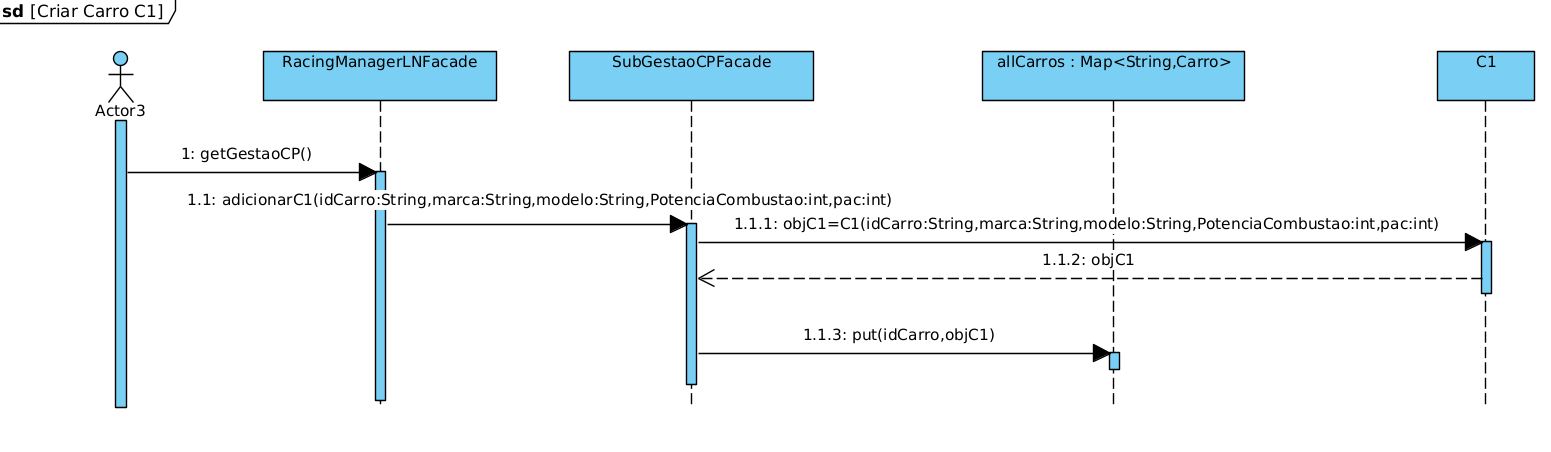 sd [Criar Carro C1]
Actor3
RacingManagerLNFacade
SubGestaoCPFacade
allCarros : Map<String,Carro>
C1
1: getGestaoCP()
1.1: adicionarC1(idCarro:String,marca:String,modelo:String,PotenciaCombustao:int,pac:int)
1.1.1: objC1=C1(idCarro:String,marca:String,modelo:String,PotenciaCombustao:int,pac:int)
1.1.2: objC1
1.1.3: put(idCarro,objC1)